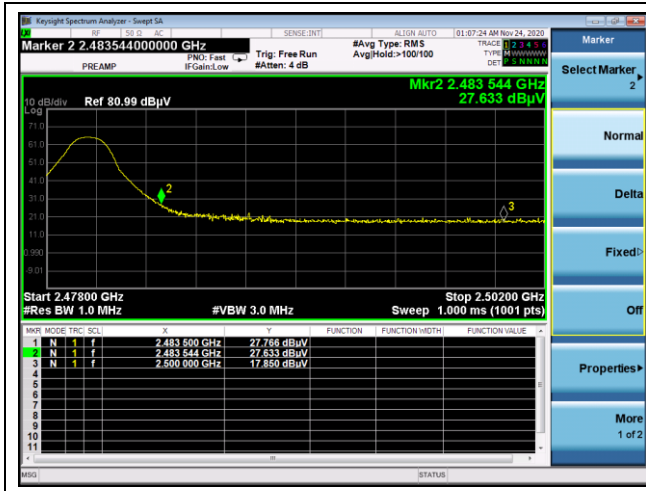 Keysight Spectrum Analyzer - Swept SA
RF 50 Ω AC SENSE:INT ALIGN AUTO 01:07:24 AM Nov 24, 2020
Marker 2 2.483544000000 GHz
PREAMP
PNO: Fast
IFGain:Low
Trig: Free Run
#Atten: 4 dB
#Avg Type: RMS
Avg|Hold:>100/100
TRACE 1 2 3 4 5 6
TYPE M W W W W W
DET P S N N N N
Mkr2 2.483 544 GHz
27.633 dBµV
10 dB/div Ref 80.99 dBµV
Log
71.0
61.0
51.0
41.0
31.0
21.0
11.0
0.990
-9.01
2
3
Start 2.47800 GHz Stop 2.50200 GHz
#Res BW 1.0 MHz #VBW 3.0 MHz Sweep 1.000 ms (1001 pts)
MKR MODE TRC SCL X Y FUNCTION FUNCTION WIDTH FUNCTION VALUE
1 N 1 f 2.483 500 GHz 27.766 dBµV
2 N 1 f 2.483 544 GHz 27.633 dBµV
3 N 1 f 2.500 000 GHz 17.850 dBµV
4
5
6
7
8
9
10
11
MSG STATUS
Marker
Select Marker
2
Normal
Delta
Fixed
Off
Properties
More
1 of 2